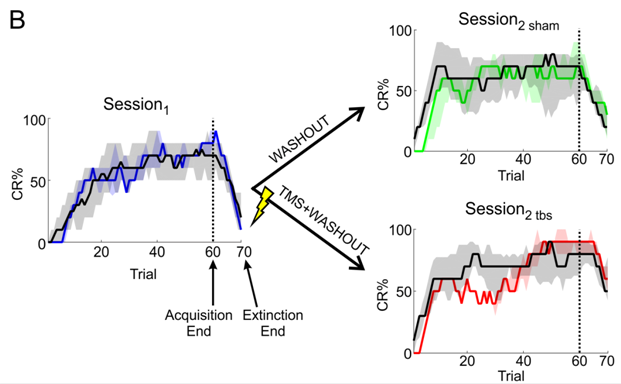 B
Session1
CR%
100
50
0
20
40
60
70
Trial
Acquisition
End
Extinction
End
WASHOUT
TMS+WASHOUT
Session2 sham
CR%
100
50
0
20
40
60
70
Trial
Session2 tbs
CR%
100
50
0
20
40
60
70
Trial